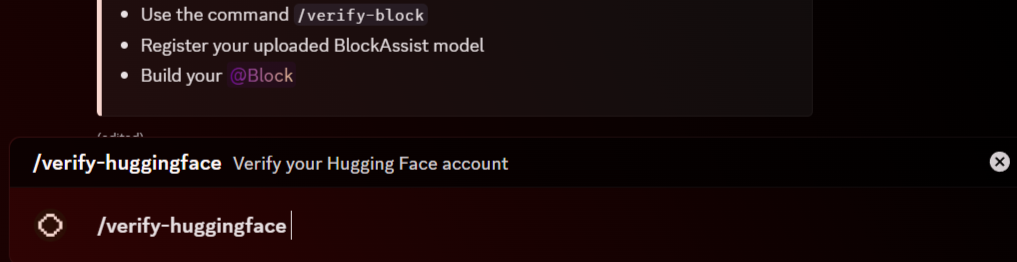 Use the command /verify-block
Register your uploaded BlockAssist model
Build your @Block
(edited)
/verify-huggingface Verify your Hugging Face account
/verify-huggingface